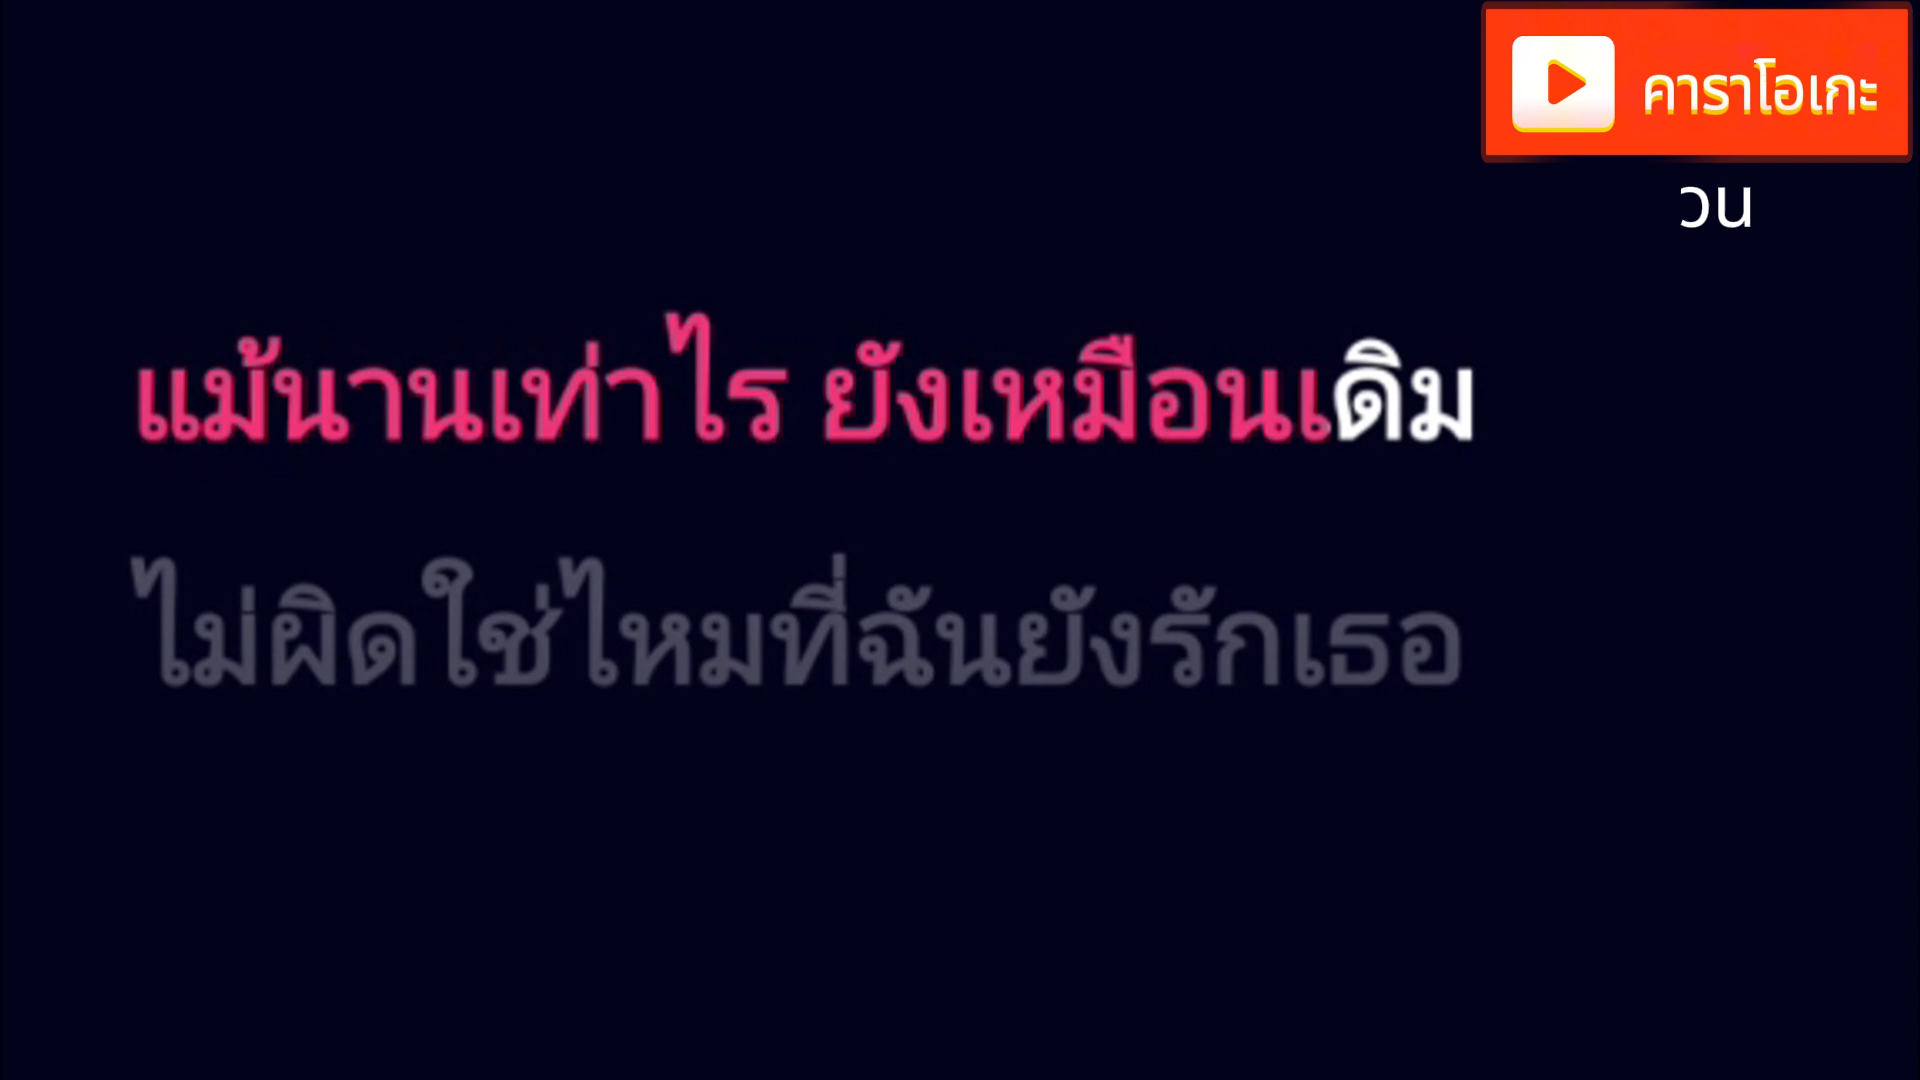 คาราโอเกะ
วน
แม้นานเท่าไร ยังเหมือนเดิม
ไม่ผิดใช่ไหมที่ฉันยังรักเธอ